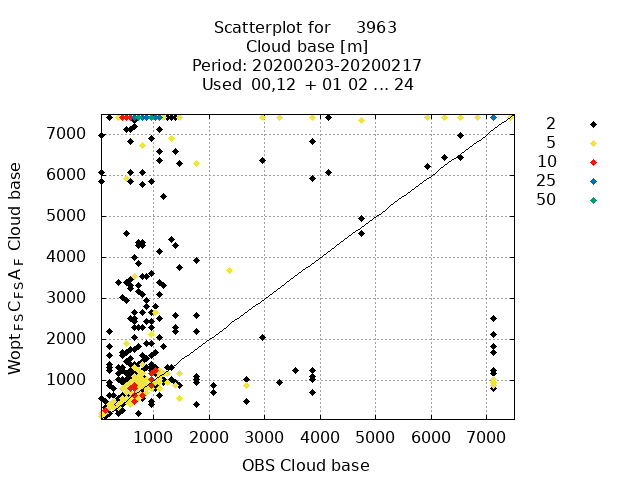 Scatterplot for 3963
Cloud base [m]
Period: 20200203-20200217
Used 00,12 + 01 02 ... 24
2
5
10
25
50
7000
6000
5000
4000
3000
2000
1000
Wopt FS C FS A F Cloud base
1000 2000 3000 4000 5000 6000 7000
OBS Cloud base